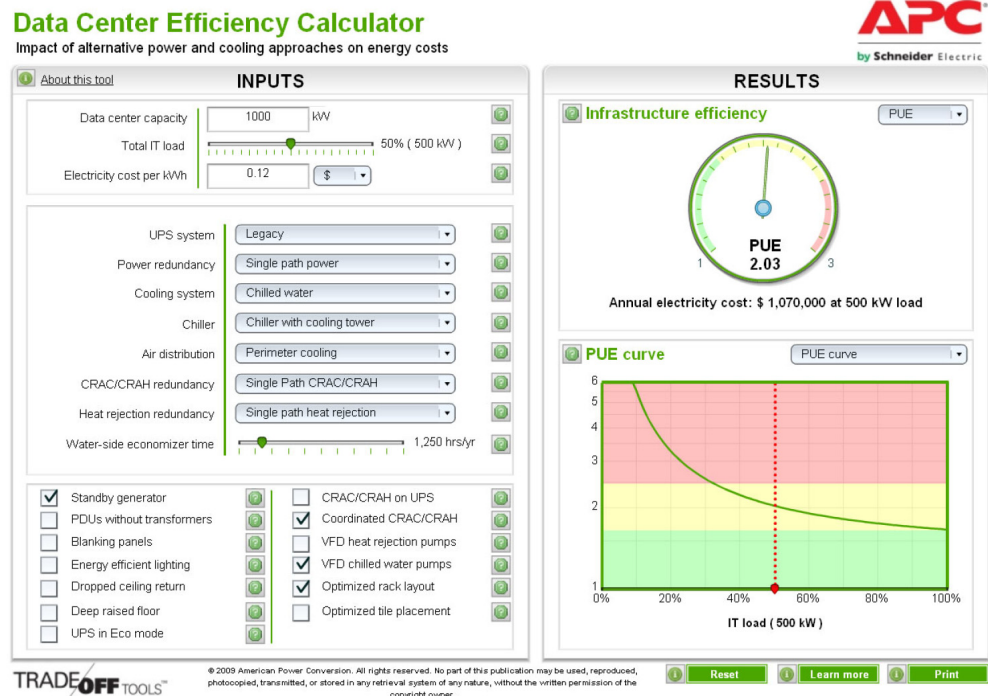 Data Center Efficiency Calculator
Impact of alternative power and cooling approaches on energy costs
APC
by Schneider Electric
About this tool
INPUTS
Data center capacity 1000 kW
Total IT load 50% ( 500 kW )
Electricity cost per kWh 0.12 $
UPS system Legacy
Power redundancy Single path power
Cooling system Chilled water
Chiller Chiller with cooling tower
Air distribution Perimeter cooling
CRAC/CRAH redundancy Single Path CRAC/CRAH
Heat rejection redundancy Single path heat rejection
Water-side economizer time 1,250 hrs/yr
Standby generator
PDUs without transformers
Blanking panels
Energy efficient lighting
Dropped ceiling return
Deep raised floor
UPS in Eco mode
CRAC/CRAH on UPS
Coordinated CRAC/CRAH
VFD heat rejection pumps
VFD chilled water pumps
Optimized rack layout
Optimized tile placement
RESULTS
Infrastructure efficiency PUE
PUE
1 2.03 3
Annual electricity cost: $ 1,070,000 at 500 kW load
PUE curve PUE curve
6
5
4
3
2
1
0% 20% 40% 60% 80% 100%
IT load ( 500 kW )
TRADE OFF TOOLS™
© 2009 American Power Conversion. All rights reserved. No part of this publication may be used, reproduced,
photocopied, transmitted, or stored in any retrieval system of any nature, without the written permission of the
copyright owner.
Reset Learn more Print